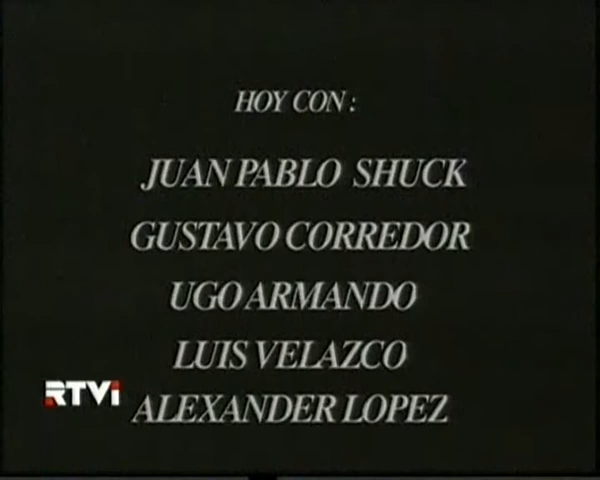 HOY CON :
JUAN PABLO SHUCK
GUSTAVO CORREDOR
UGO ARMANDO
LUIS VELAZCO
RTVi
ALEXANDER LOPEZ